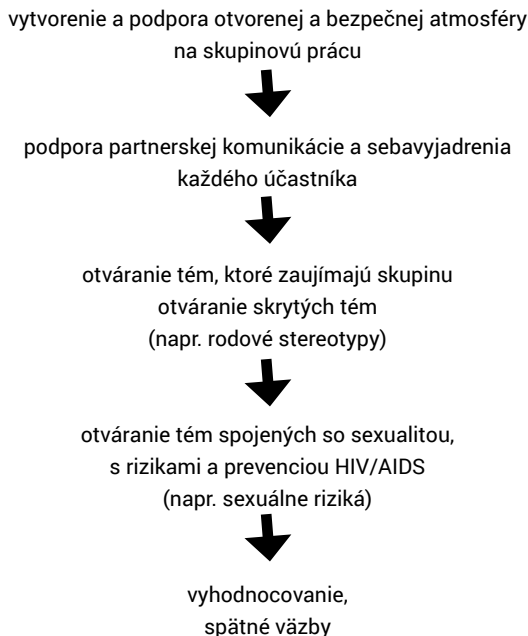 vytvorenie a podpora otvorenej a bezpečnej atmosféry
na skupinovú prácu
podpora partnerskej komunikácie a sebavyjadrenia
každého účastníka
otváranie tém, ktoré zaujímajú skupinu
otváranie skrytých tém
(napr. rodové stereotypy)
otváranie tém spojených so sexualitou,
s rizikami a prevenciou HIV/AIDS
(napr. sexuálne riziká)
vyhodnocovanie,
spätné väzby